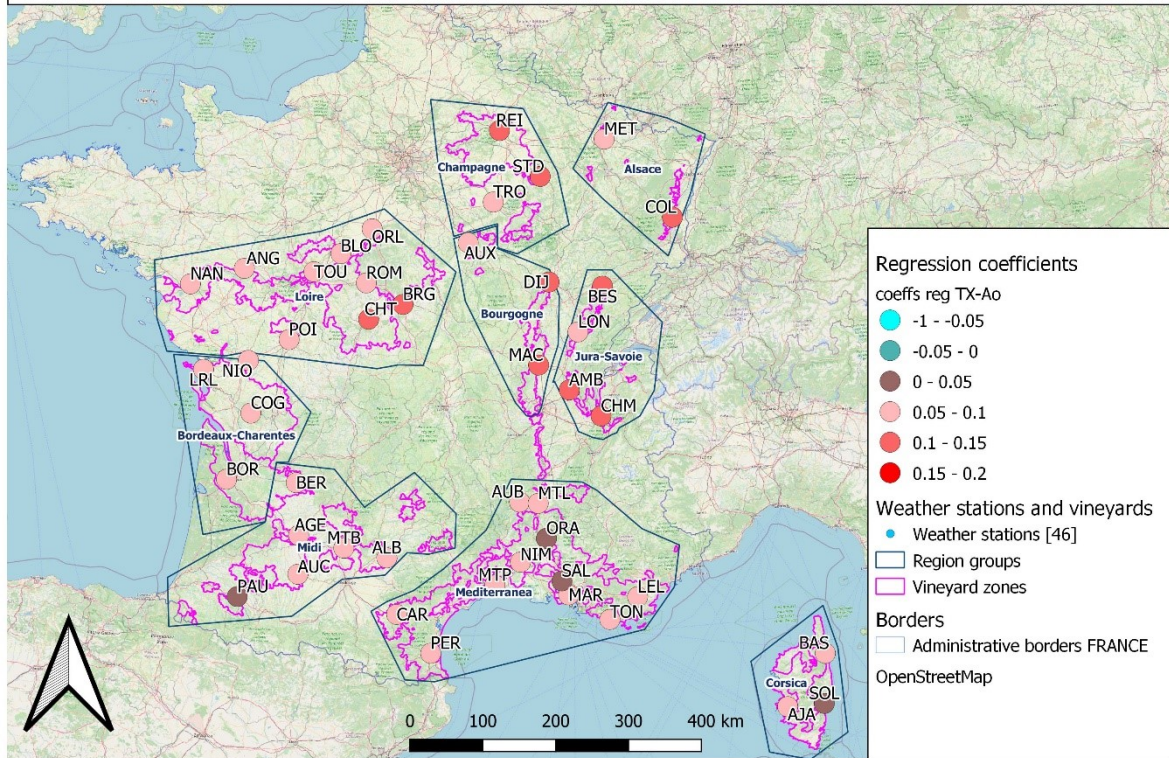 REI
MET
STD
Champagne
Alsace
TRO
COL
ORL
BLO
AUX
ANG
NAN
TOU
ROM
DIJ
BES
Loire
BRG
CHT
LON
Bourgogne
POI
MAC
Jura-Savoie
NIO
LRL
AMB
CHM
COG
Bordeaux-Charentes
BOR
BER
AUB
MTL
AGE
ORA
MTB
Midi
ALB
NIM
AUC
SAL
PAU
MTP
LEL
Mediterranea
MAR
CAR
TON
PER
BAS
Corsica
SOL
AJA
0 100 200 300 400 km
Regression coefficients
coeffs reg TX-Ao
-1 - -0.05
-0.05 - 0
0 - 0.05
0.05 - 0.1
0.1 - 0.15
0.15 - 0.2
Weather stations and vineyards
Weather stations [46]
Region groups
Vineyard zones
Borders
Administrative borders FRANCE
OpenStreetMap